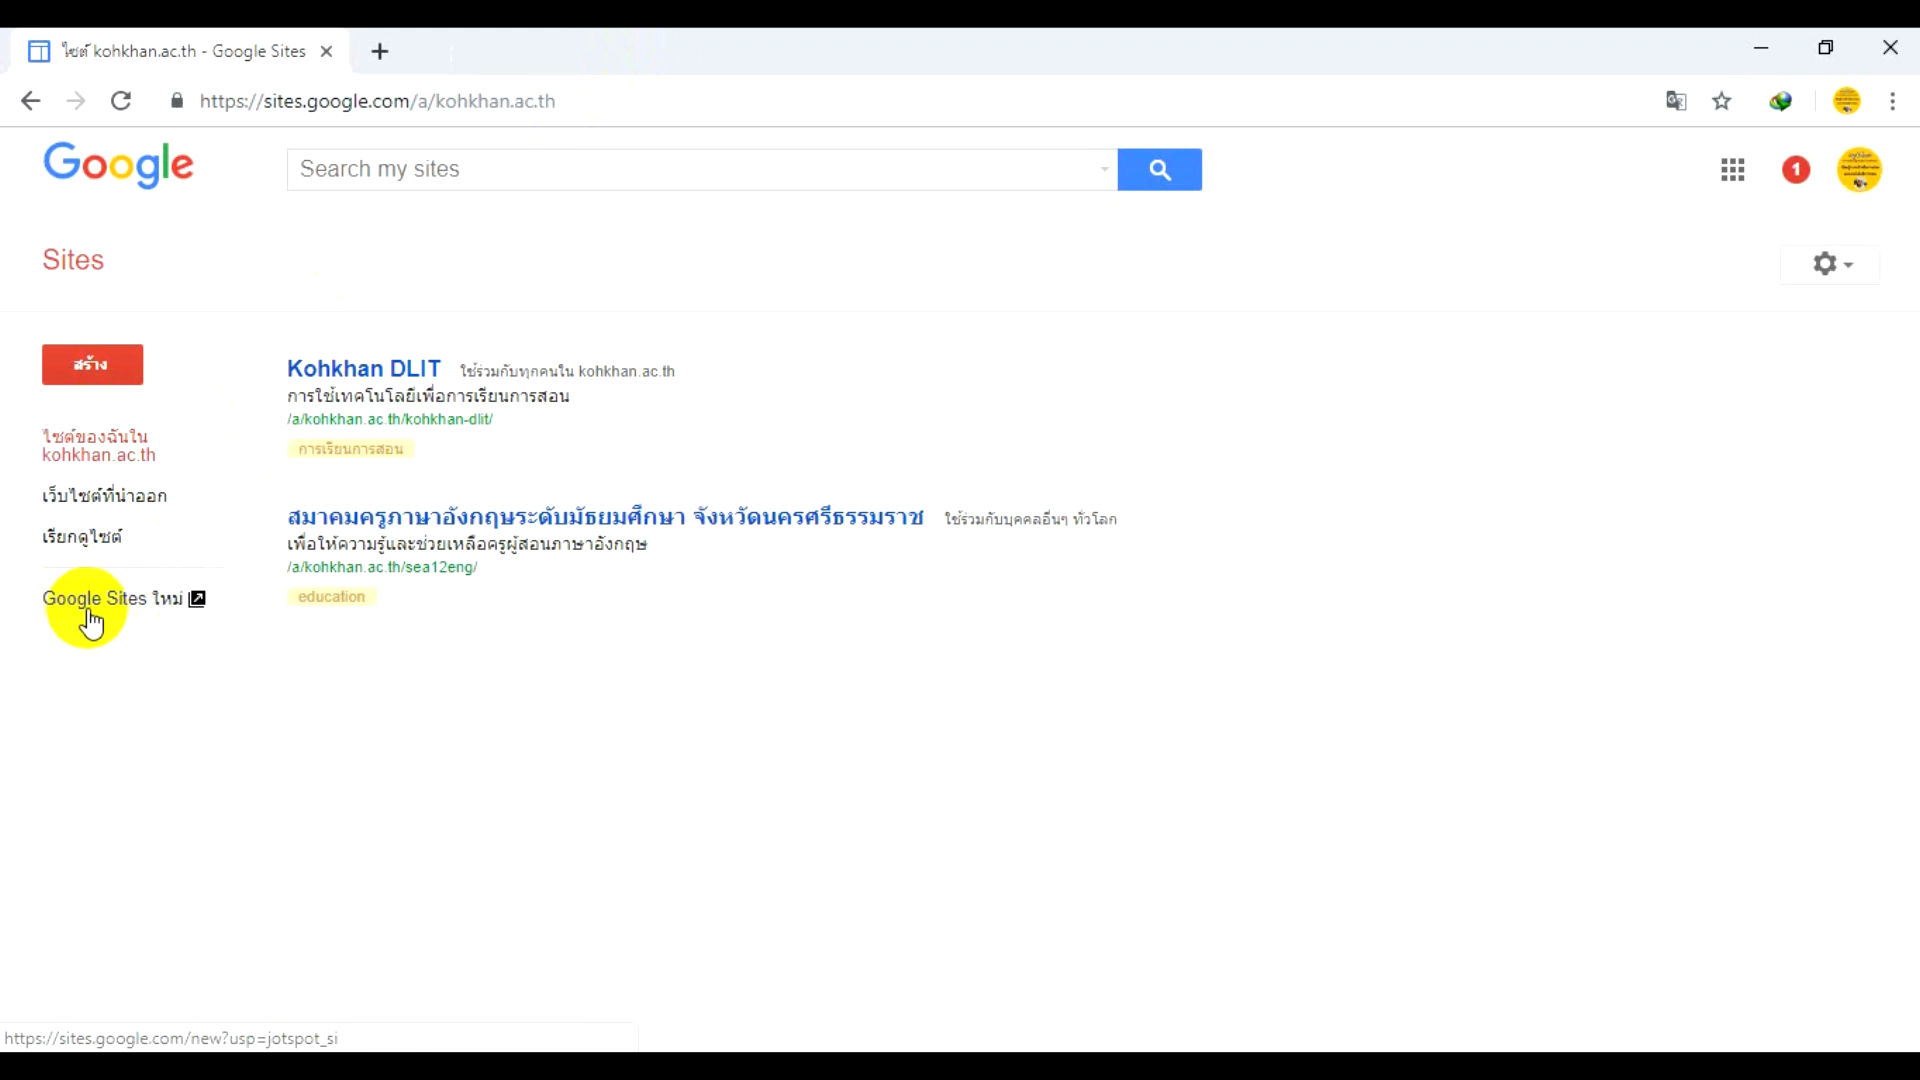 ไซต์ kohkhan.ac.th - Google Sites
https://sites.google.com/a/kohkhan.ac.th
Google
Search my sites
1
Sites
สร้าง
Kohkhan DLIT ใช้ร่วมกับทุกคนใน kohkhan.ac.th
การใช้เทคโนโลยีเพื่อการเรียนการสอน
/a/kohkhan.ac.th/kohkhan-dlit/
การเรียนการสอน
ไซต์ของฉันใน
kohkhan.ac.th
เว็บไซต์ที่นำออก
เรียกดูไซต์
Google Sites ใหม่
สมาคมครูภาษาอังกฤษระดับมัธยมศึกษา จังหวัดนครศรีธรรมราช ใช้ร่วมกับบุคคลอื่นๆ ทั่วโลก
เพื่อให้ความรู้และช่วยเหลือครูผู้สอนภาษาอังกฤษ
/a/kohkhan.ac.th/sea12eng/
education
https://sites.google.com/new?usp=jotspot_si